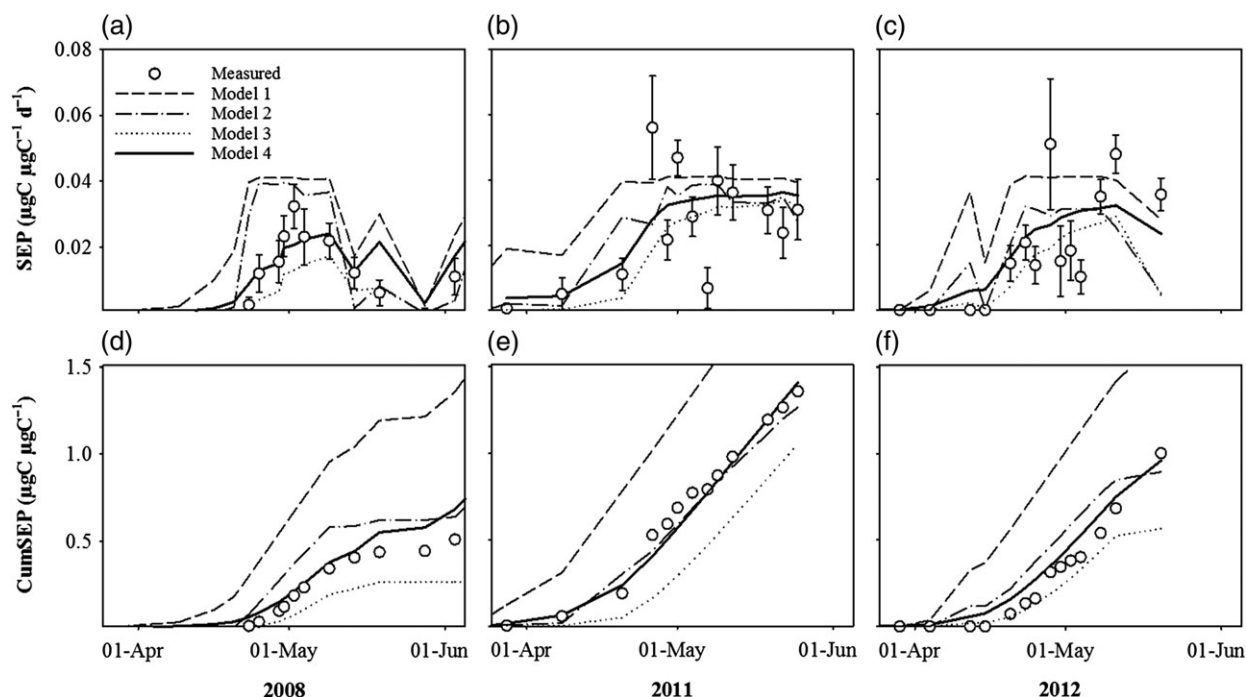 (a) (b) (c)
0.08
0.06
0.04
0.02
SEP (µgC µgC⁻¹ d⁻¹)
Measured
Model 1
Model 2
Model 3
Model 4
(d) (e) (f)
1.5
1.0
0.5
CumSEP (µgC µgC⁻¹)
01-Apr 01-May 01-Jun 01-Apr 01-May 01-Jun 01-Apr 01-May 01-Jun
2008 2011 2012